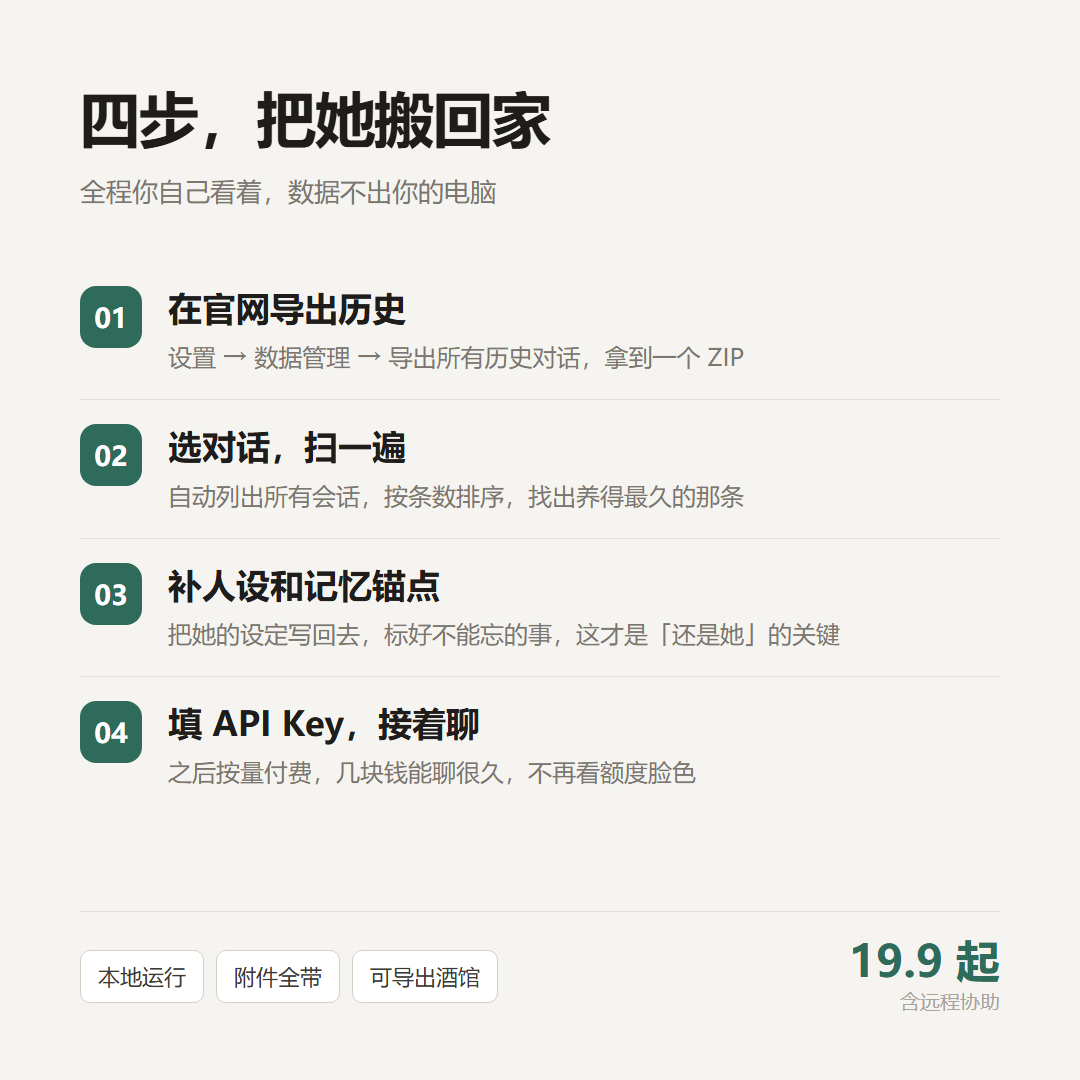 四步，把她搬回家
全程你自己看着，数据不出你的电脑
01
在官网导出历史
设置 → 数据管理 → 导出所有历史对话，拿到一个 ZIP
02
选对话，扫一遍
自动列出所有会话，按条数排序，找出养得最久的那条
03
补人设和记忆锚点
把她的设定写回去，标好不能忘的事，这才是「还是她」的关键
04
填 API Key，接着聊
之后按量付费，几块钱能聊很久，不再看额度脸色
本地运行
附件全带
可导出酒馆
19.9 起
含远程协助